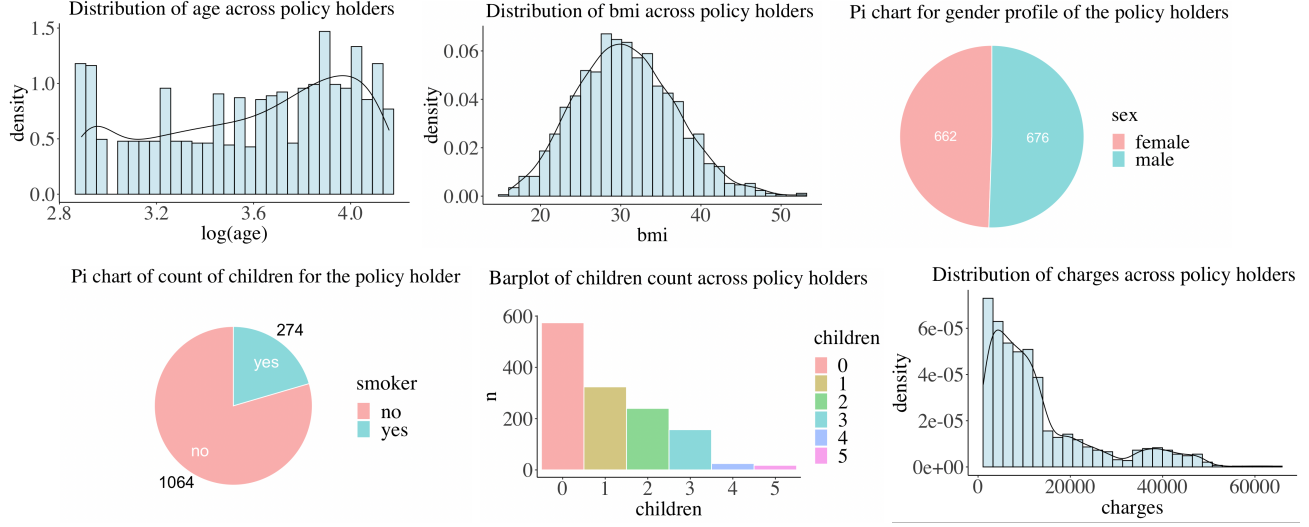 Distribution of age across policy holders
density
1.5
1.0
0.5
0.0
2.8 3.2 3.6 4.0
log(age)
Distribution of bmi across policy holders
density
0.06
0.04
0.02
0.00
20 30 40 50
bmi
Pi chart for gender profile of the policy holders
662
676
sex
female
male
Pi chart of count of children for the policy holder
274
yes
no
1064
smoker
no
yes
Barplot of children count across policy holders
n
600
400
200
0
0 1 2 3 4 5
children
children
0
1
2
3
4
5
Distribution of charges across policy holders
density
6e-05
4e-05
2e-05
0e+00
0 20000 40000 60000
charges